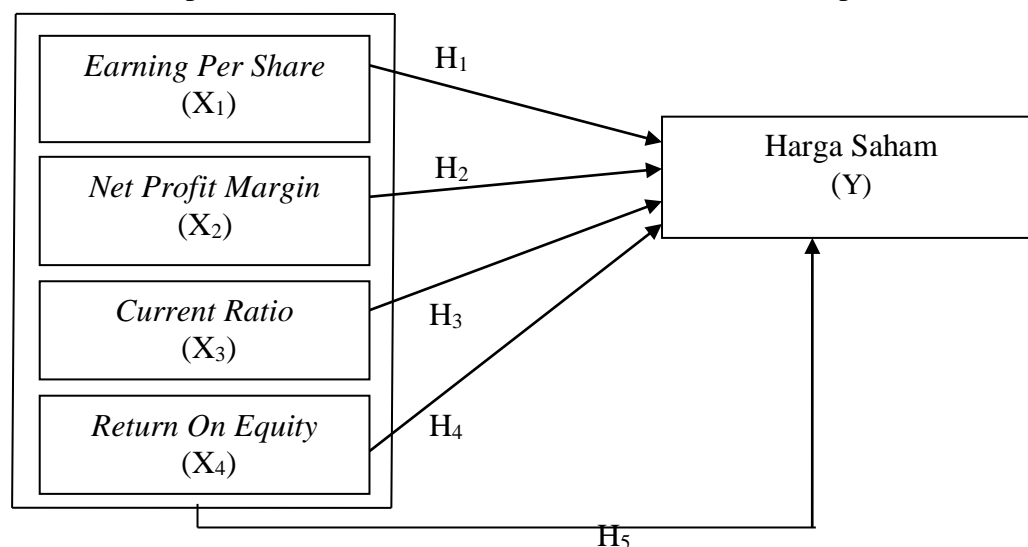 Earning Per Share
(X₁)
H₁
Net Profit Margin
(X₂)
H₂
Current Ratio
(X₃)
H₃
Return On Equity
(X₄)
H₄
Harga Saham
(Y)
H₅